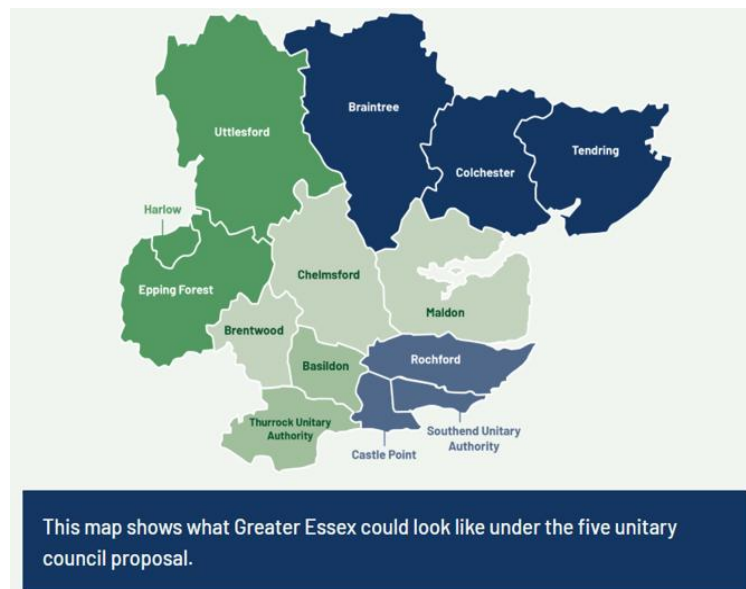 Braintree
Uttlesford
Tendring
Colchester
Harlow
Chelmsford
Epping Forest
Maldon
Brentwood
Rochford
Basildon
Thurrock Unitary
Authority
Southend Unitary
Authority
Castle Point
This map shows what Greater Essex could look like under the five unitary
council proposal.